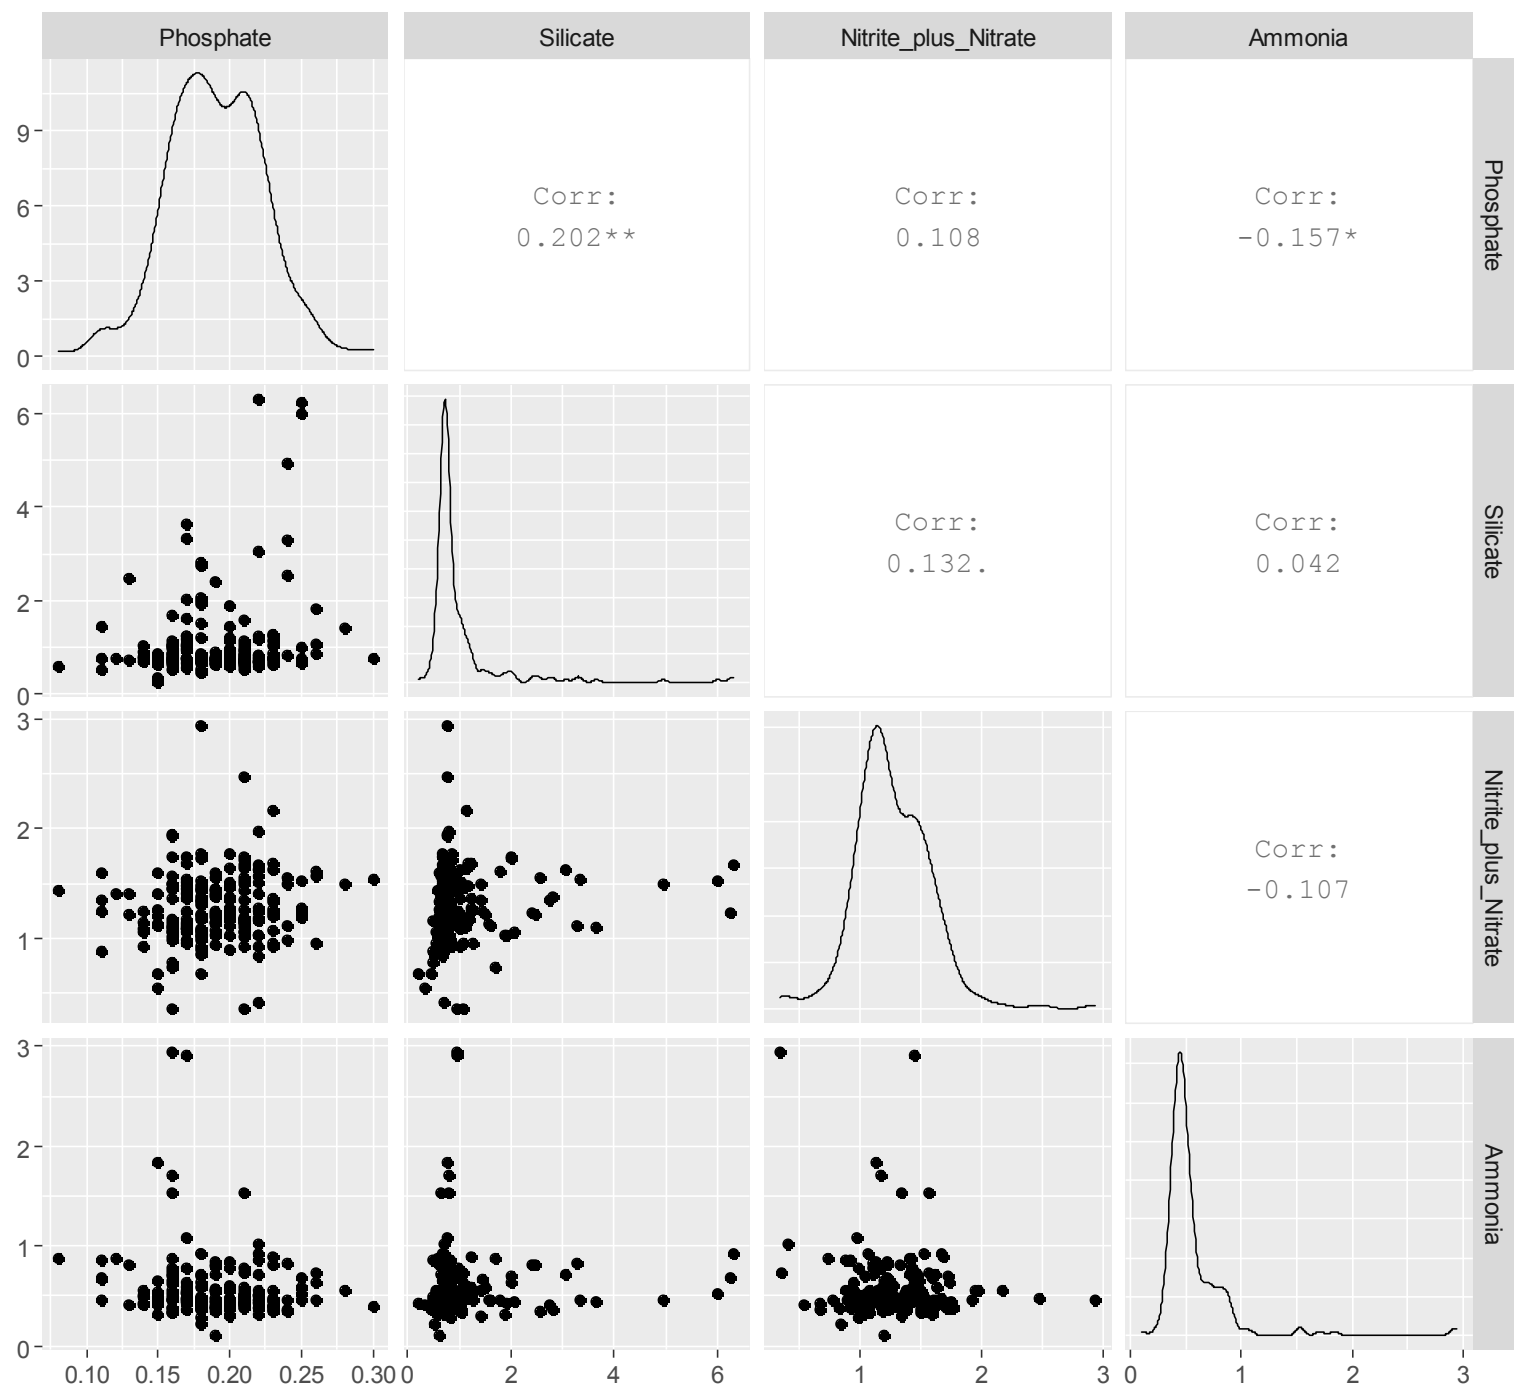 Phosphate
Silicate
Nitrite_plus_Nitrate
Ammonia
9
6
3
0
Corr:
0.202**
Corr:
0.108
Corr:
-0.157*
Phosphate
6
4
2
0
Corr:
0.132.
Corr:
0.042
Silicate
3
2
1
Corr:
-0.107
Nitrite_plus_Nitrate
3
2
1
0
Ammonia
0.10 0.15 0.20 0.25 0.30
0 2 4 6
1 2 3
0 1 2 3